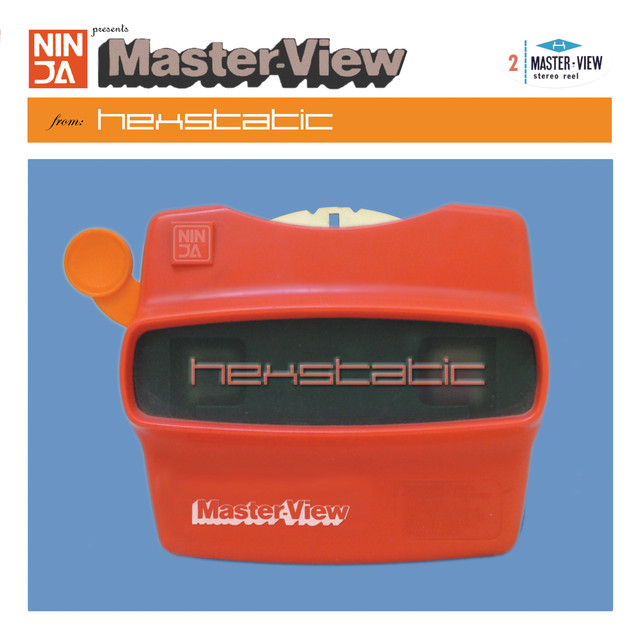 presents
NIN
JA
Master-View
2
MASTER-VIEW
stereo reel
from: hexstatic
NIN
JA
hexstatic
Master-View